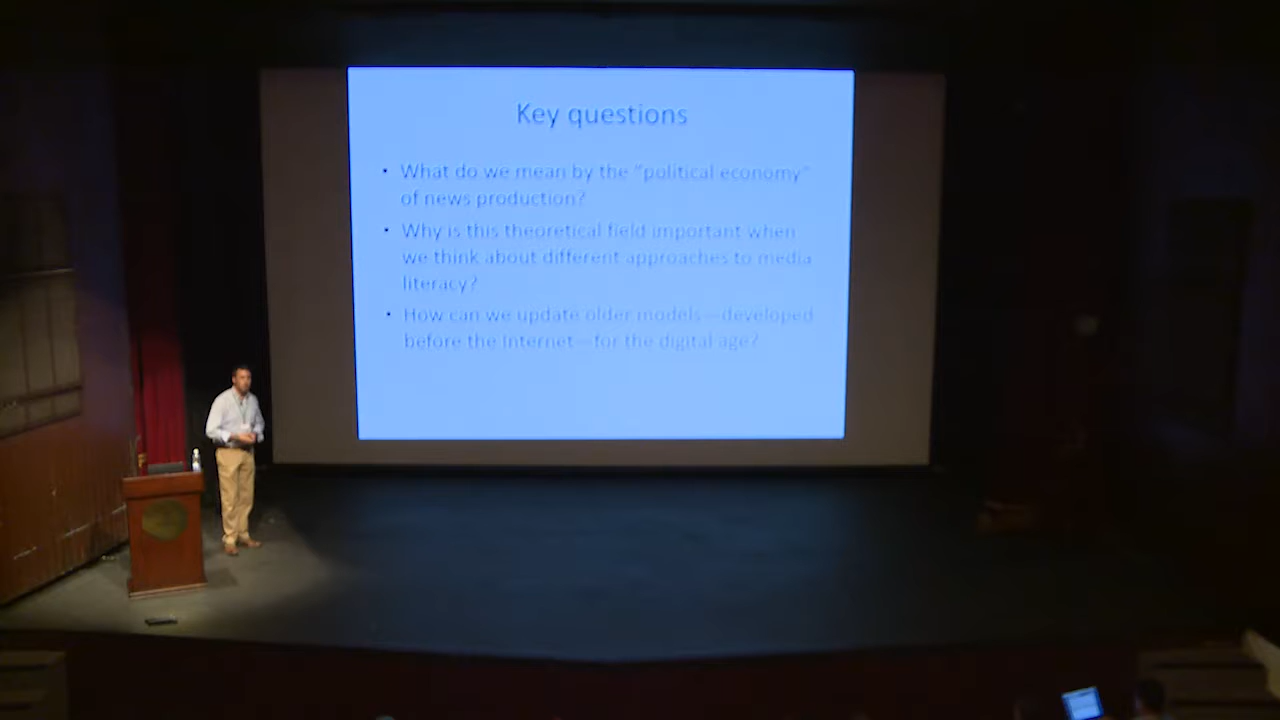 Key questions
• What do we mean by the "political economy"
of news production?
• Why is this theoretical field important when
we think about different approaches to media
literacy?
• How can we update older models—developed
before the Internet—for the digital age?